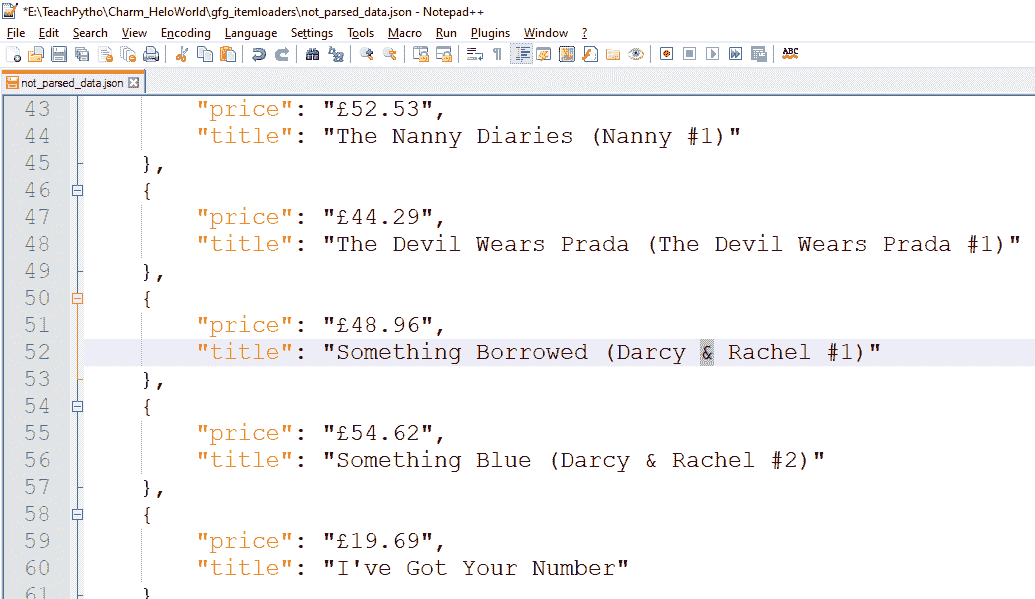 *E:\TeachPytho\Charm_HeloWorld\gfg_itemloaders\not_parsed_data.json - Notepad++
File Edit Search View Encoding Language Settings Tools Macro Run Plugins Window ?
ABC
not_parsed_data.json
43 "price": "£52.53",
44 "title": "The Nanny Diaries (Nanny #1)"
45 },
46 {
47 "price": "£44.29",
48 "title": "The Devil Wears Prada (The Devil Wears Prada #1)"
49 },
50 {
51 "price": "£48.96",
52 "title": "Something Borrowed (Darcy & Rachel #1)"
53 },
54 {
55 "price": "£54.62",
56 "title": "Something Blue (Darcy & Rachel #2)"
57 },
58 {
59 "price": "£19.69",
60 "title": "I've Got Your Number"
61 }